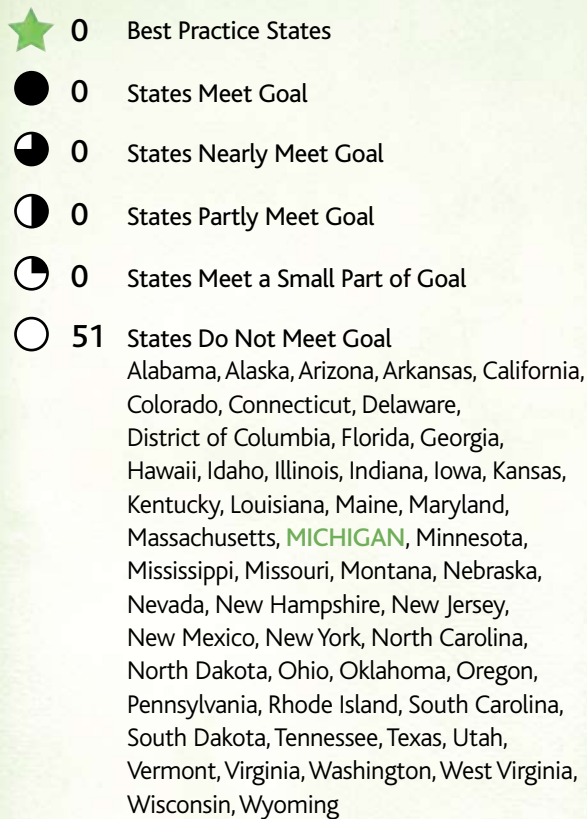 0 Best Practice States
0 States Meet Goal
0 States Nearly Meet Goal
0 States Partly Meet Goal
0 States Meet a Small Part of Goal
51 States Do Not Meet Goal
Alabama, Alaska, Arizona, Arkansas, California,
Colorado, Connecticut, Delaware,
District of Columbia, Florida, Georgia,
Hawaii, Idaho, Illinois, Indiana, Iowa, Kansas,
Kentucky, Louisiana, Maine, Maryland,
Massachusetts, MICHIGAN, Minnesota,
Mississippi, Missouri, Montana, Nebraska,
Nevada, New Hampshire, New Jersey,
New Mexico, New York, North Carolina,
North Dakota, Ohio, Oklahoma, Oregon,
Pennsylvania, Rhode Island, South Carolina,
South Dakota, Tennessee, Texas, Utah,
Vermont, Virginia, Washington, West Virginia,
Wisconsin, Wyoming